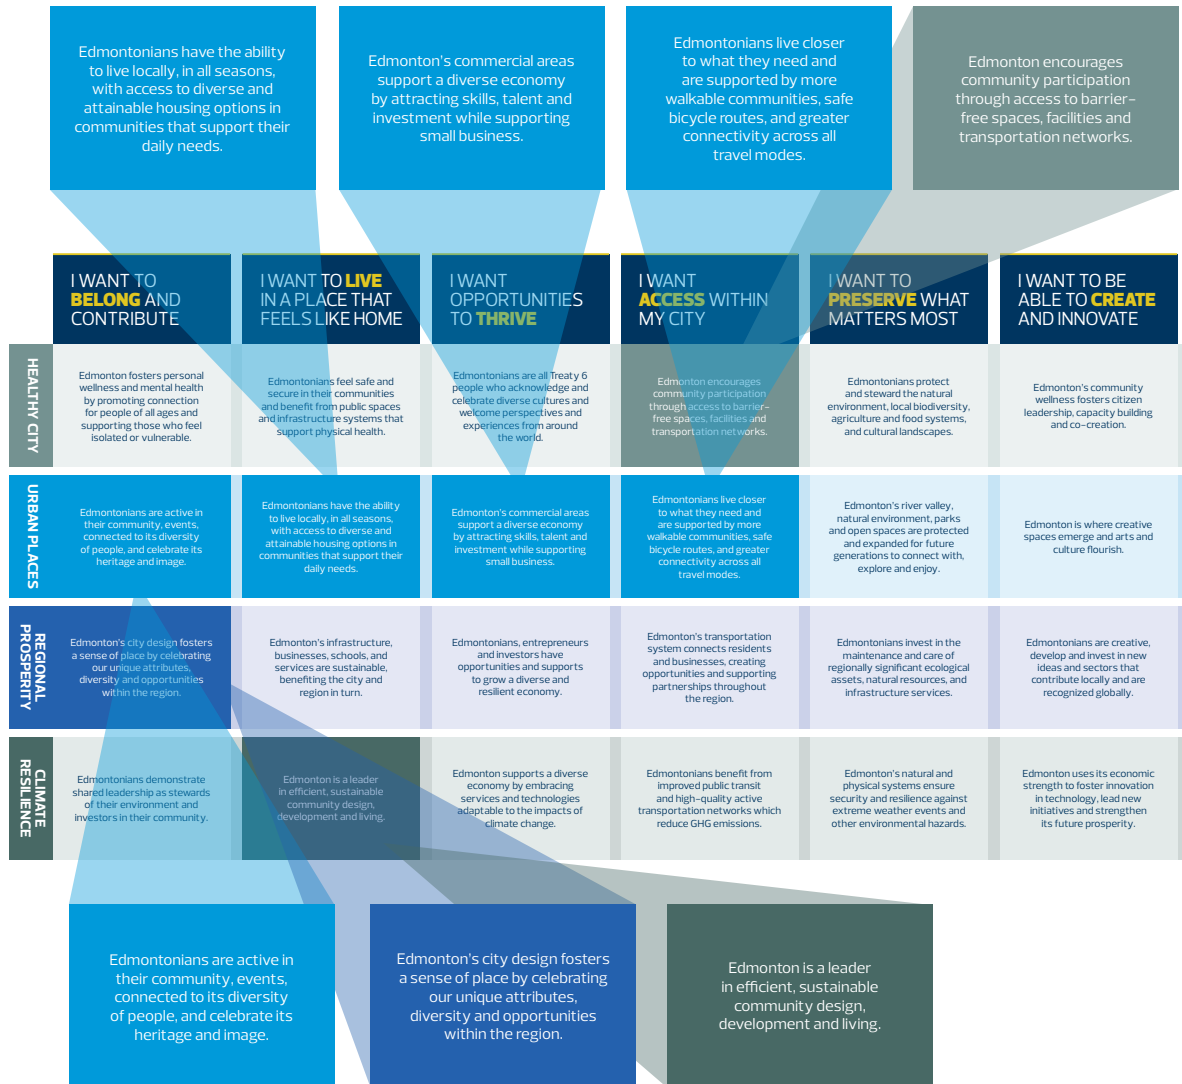 Edmontonians have the ability
to live locally, in all seasons,
with access to diverse and
attainable housing options in
communities that support their
daily needs.
Edmonton's commercial areas
support a diverse economy
by attracting skills, talent and
investment while supporting
small business.
Edmontonians live closer
to what they need and
are supported by more
walkable communities, safe
bicycle routes, and greater
connectivity across all
travel modes.
Edmonton encourages
community participation
through access to barrier-
free spaces, facilities and
transportation networks.
I WANT TO
BELONG AND
CONTRIBUTE
I WANT TO LIVE
IN A PLACE THAT
FEELS LIKE HOME
I WANT
OPPORTUNITIES
TO THRIVE
I WANT
ACCESS WITHIN
MY CITY
I WANT TO
PRESERVE WHAT
MATTERS MOST
I WANT TO BE
ABLE TO CREATE
AND INNOVATE
HEALTHY CITY
Edmonton fosters personal
wellness and mental health
by promoting connection
for people of all ages and
supporting those who feel
isolated or vulnerable.
Edmontonians feel safe and
secure in their communities
and benefit from public spaces
and infrastructure systems that
support physical health.
Edmontonians are all Treaty 6
people who acknowledge and
celebrate diverse cultures and
welcome perspectives and
experiences from around
the world.
Edmonton encourages
community participation
through access to barrier-
free spaces, facilities and
transportation networks.
Edmontonians protect
and steward the natural
environment, local biodiversity,
agriculture and food systems,
and cultural landscapes.
Edmonton's community
wellness fosters citizen
leadership, capacity building
and co-creation.
URBAN PLACES
Edmontonians are active in
their community, events,
connected to its diversity
of people, and celebrate its
heritage and image.
Edmontonians have the ability
to live locally, in all seasons,
with access to diverse and
attainable housing options in
communities that support their
daily needs.
Edmonton's commercial areas
support a diverse economy
by attracting skills, talent and
investment while supporting
small business.
Edmontonians live closer
to what they need and
are supported by more
walkable communities, safe
bicycle routes, and greater
connectivity across all
travel modes.
Edmonton's river valley,
natural environment, parks
and open spaces are protected
and expanded for future
generations to connect with,
explore and enjoy.
Edmonton is where creative
spaces emerge and arts and
culture flourish.
REGIONAL
PROSPERITY
Edmonton's city design fosters
a sense of place by celebrating
our unique attributes,
diversity and opportunities
within the region.
Edmonton's infrastructure,
businesses, schools, and
services are sustainable,
benefiting the city and
region in turn.
Edmontonians, entrepreneurs
and investors have
opportunities and supports
to grow a diverse and
resilient economy.
Edmonton's transportation
system connects residents
and businesses, creating
opportunities and supporting
partnerships throughout
the region.
Edmontonians invest in the
maintenance and care of
regionally significant ecological
assets, natural resources, and
infrastructure services.
Edmontonians are creative,
develop and invest in new
ideas and sectors that
contribute locally and are
recognized globally.
CLIMATE
RESILIENCE
Edmontonians demonstrate
shared leadership as stewards
of their environment and
investors in their community.
Edmonton is a leader
in efficient, sustainable
community design,
development and living.
Edmonton supports a diverse
economy by embracing
services and technologies
adaptable to the impacts of
climate change.
Edmontonians benefit from
improved public transit
and high-quality active
transportation networks which
reduce GHG emissions.
Edmonton's natural and
physical systems ensure
security and resilience against
extreme weather events and
other environmental hazards.
Edmonton uses its economic
strength to foster innovation
in technology, lead new
initiatives and strengthen
its future prosperity.
Edmontonians are active in
their community, events,
connected to its diversity
of people, and celebrate its
heritage and image.
Edmonton's city design fosters
a sense of place by celebrating
our unique attributes,
diversity and opportunities
within the region.
Edmonton is a leader
in efficient, sustainable
community design,
development and living.